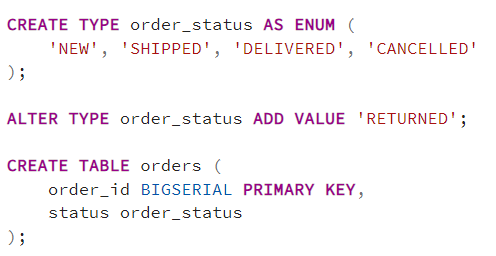 CREATE TYPE order_status AS ENUM (
    'NEW', 'SHIPPED', 'DELIVERED', 'CANCELLED'
);

ALTER TYPE order_status ADD VALUE 'RETURNED';

CREATE TABLE orders (
    order_id BIGSERIAL PRIMARY KEY,
    status order_status
);